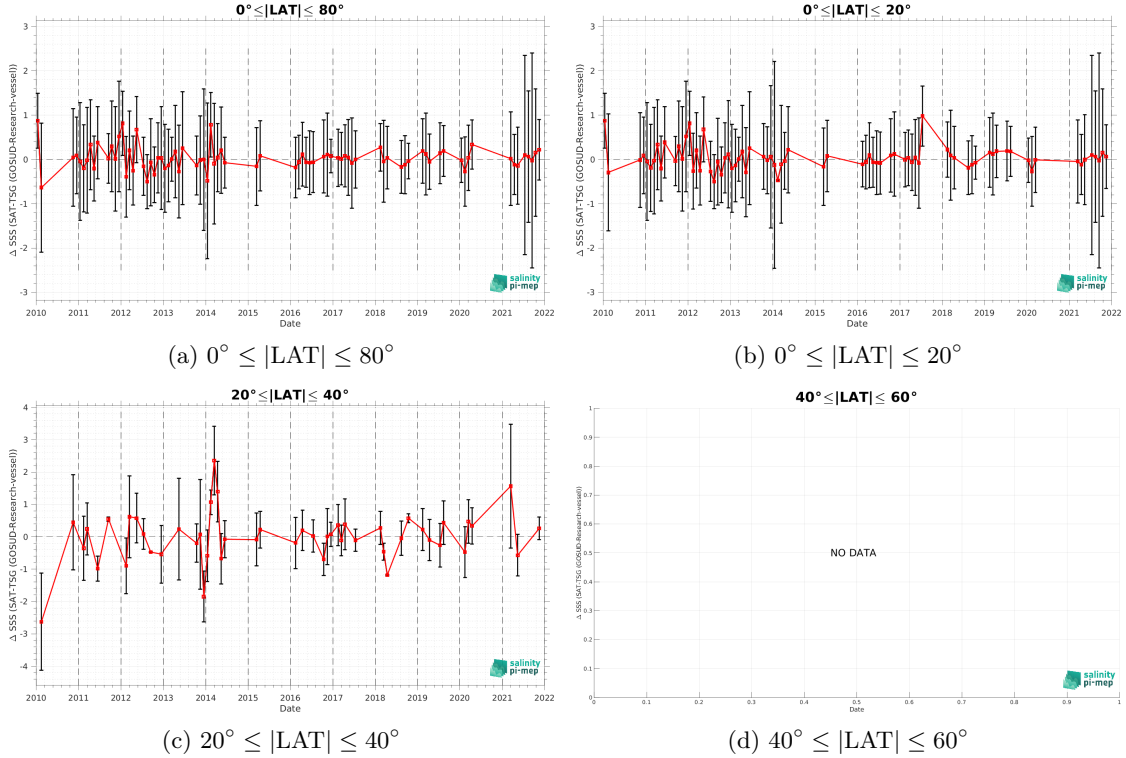 0°≤|LAT|≤ 80°
3
2
1
0
-1
-2
-3
Δ SSS (SAT-TSG (GOSUD-Research-vessel))
2010 2011 2012 2013 2014 2015 2016 2017 2018 2019 2020 2021 2022
Date
salinity
pi-mep
(a) 0° ≤ |LAT| ≤ 80°
0°≤|LAT|≤ 20°
3
2
1
0
-1
-2
-3
Δ SSS (SAT-TSG (GOSUD-Research-vessel))
2010 2011 2012 2013 2014 2015 2016 2017 2018 2019 2020 2021 2022
Date
salinity
pi-mep
(b) 0° ≤ |LAT| ≤ 20°
20°≤|LAT|≤ 40°
4
3
2
1
0
-1
-2
-3
-4
Δ SSS (SAT-TSG (GOSUD-Research-vessel))
2010 2011 2012 2013 2014 2015 2016 2017 2018 2019 2020 2021 2022
Date
salinity
pi-mep
(c) 20° ≤ |LAT| ≤ 40°
40°≤|LAT|≤ 60°
1
0.9
0.8
0.7
0.6
0.5
0.4
0.3
0.2
0.1
0
Δ SSS (SAT-TSG (GOSUD-Research-vessel))
NO DATA
0 0.1 0.2 0.3 0.4 0.5 0.6 0.7 0.8 0.9 1
Date
salinity
pi-mep
(d) 40° ≤ |LAT| ≤ 60°